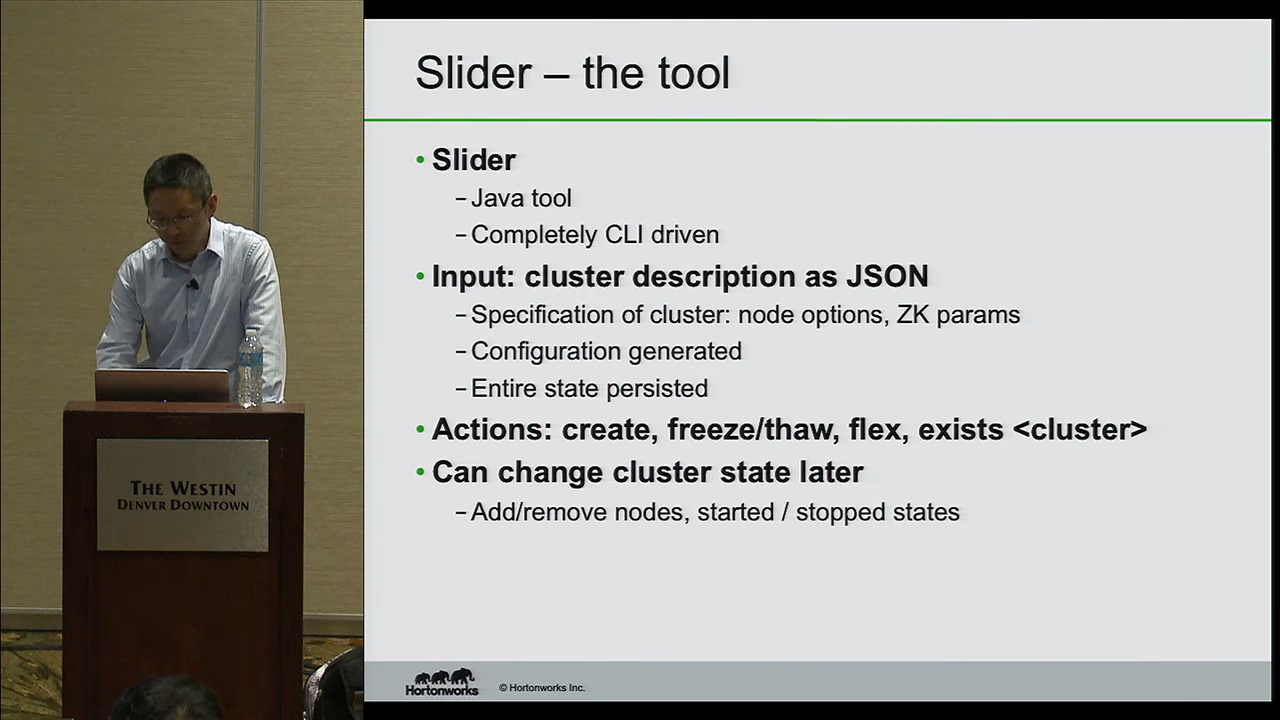 Slider – the tool
• Slider
– Java tool
– Completely CLI driven
• Input: cluster description as JSON
– Specification of cluster: node options, ZK params
– Configuration generated
– Entire state persisted
• Actions: create, freeze/thaw, flex, exists <cluster>
• Can change cluster state later
– Add/remove nodes, started / stopped states
Hortonworks
© Hortonworks Inc.
THE WESTIN
DENVER DOWNTOWN